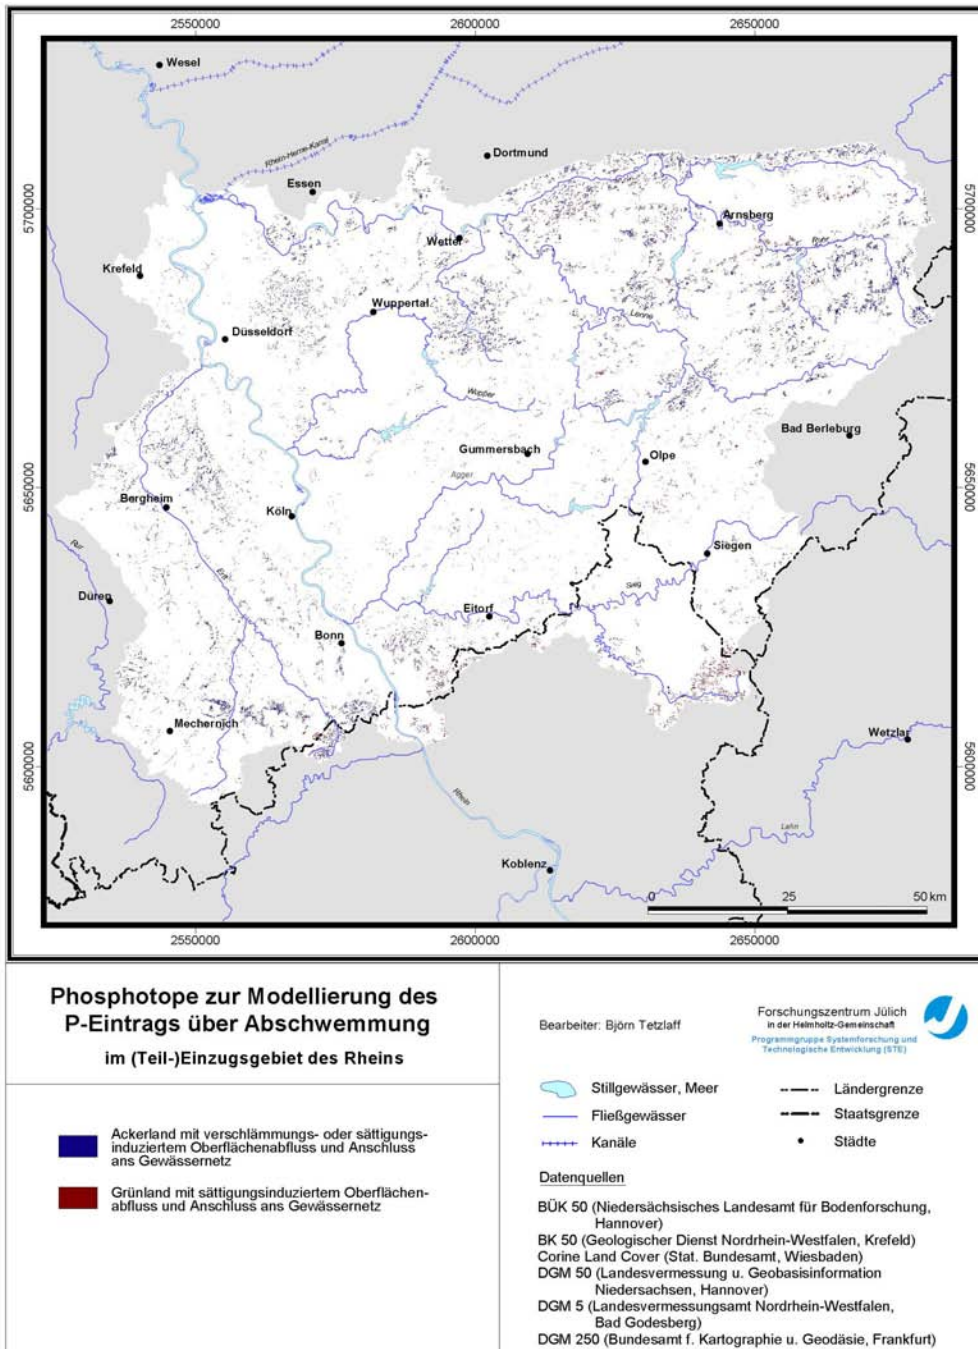 2550000
2600000
2650000
Wesel
Rhein-Herne-Kanal
Dortmund
Essen
5700000
5700000
Arnsberg
Wetter
Ruhr
Krefeld
Wuppertal
Lenne
Düsseldorf
Wupper
Bad Berleburg
Gummersbach
Olpe
Agger
5650000
5650000
Bergheim
Köln
Rur
Erft
Siegen
Sieg
Düren
Eitorf
Bonn
Mechernich
Wetzlar
5600000
5600000
Rhein
Lahn
Koblenz
0 25 50 km
2550000
2600000
2650000
Phosphotope zur Modellierung des
P-Eintrags über Abschwemmung
im (Teil-)Einzugsgebiet des Rheins
Ackerland mit verschlämmungs- oder sättigungs-
induziertem Oberflächenabfluss und Anschluss
ans Gewässernetz
Grünland mit sättigungsinduziertem Oberflächen-
abfluss und Anschluss ans Gewässernetz
Bearbeiter: Björn Tetzlaff
Forschungszentrum Jülich
in der Helmholtz-Gemeinschaft
Programmgruppe Systemforschung und
Technologische Entwicklung (STE)
Stillgewässer, Meer
Fließgewässer
Kanäle
Ländergrenze
Staatsgrenze
Städte
Datenquellen
BÜK 50 (Niedersächsisches Landesamt für Bodenforschung,
Hannover)
BK 50 (Geologischer Dienst Nordrhein-Westfalen, Krefeld)
Corine Land Cover (Stat. Bundesamt, Wiesbaden)
DGM 50 (Landesvermessung u. Geobasisinformation
Niedersachsen, Hannover)
DGM 5 (Landesvermessungsamt Nordrhein-Westfalen,
Bad Godesberg)
DGM 250 (Bundesamt f. Kartographie u. Geodäsie, Frankfurt)